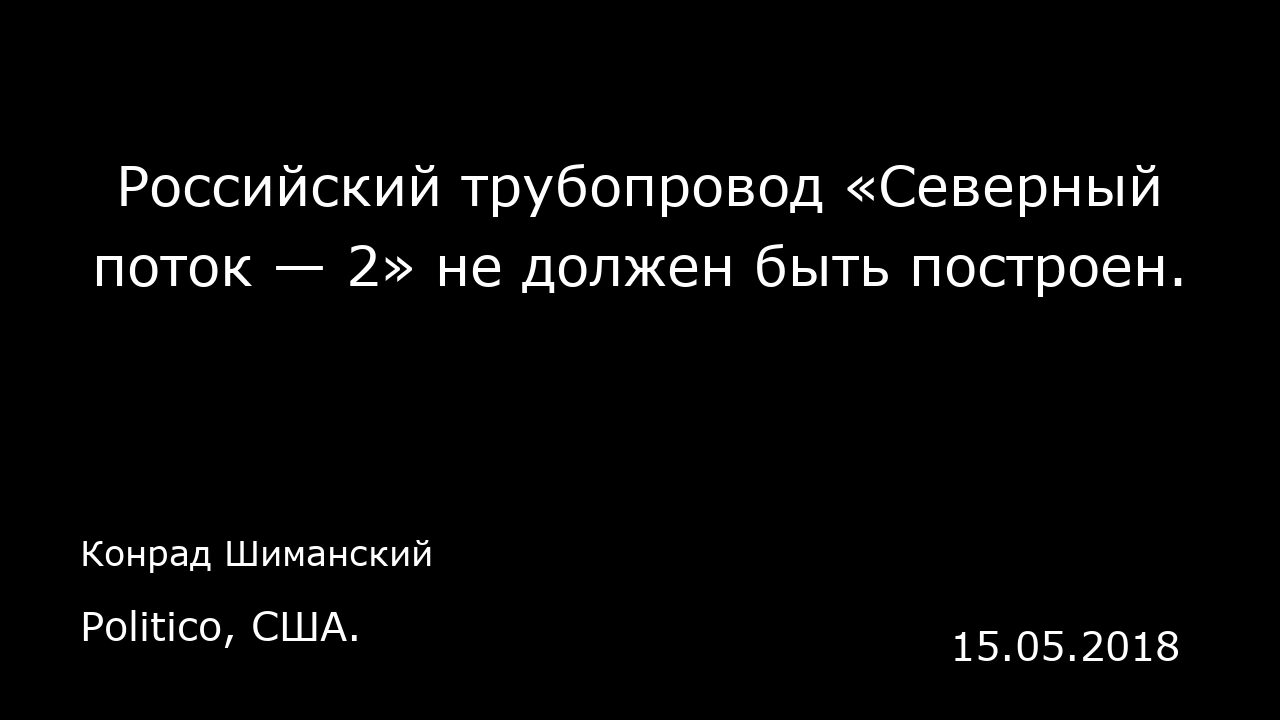 Российский трубопровод «Северный
поток — 2» не должен быть построен.
Конрад Шиманский
Politico, США.
15.05.2018